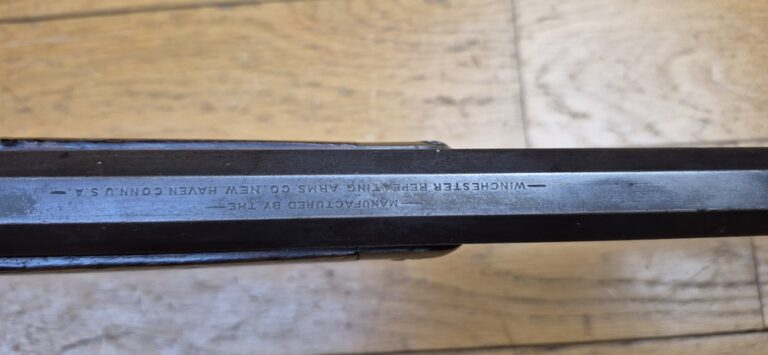 —MANUFACTURED BY THE—
—WINCHESTER REPEATING ARMS CO. NEW HAVEN CONN. U.S.A—